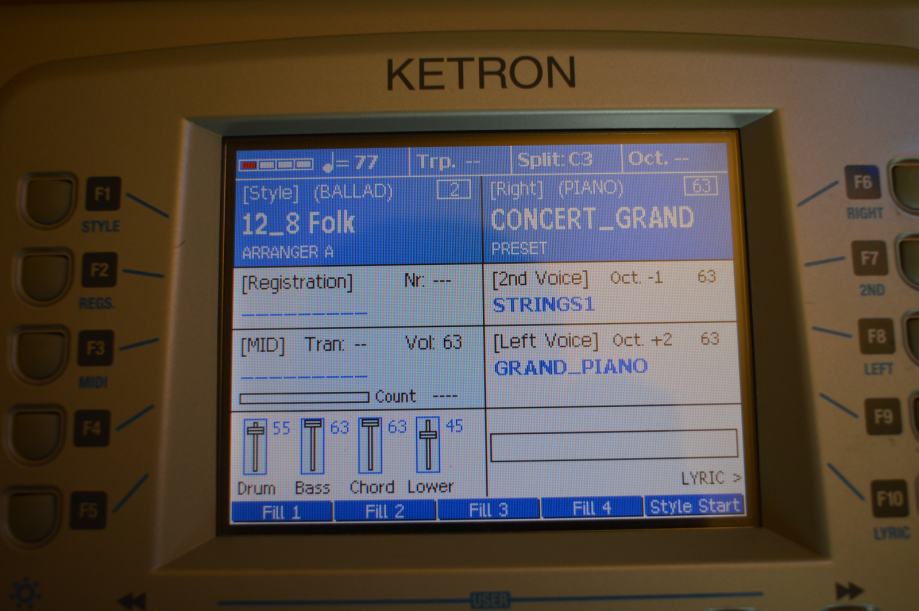 KETRON
♩= 77 Trp. -- Split: C3 Oct. --
[Style] (BALLAD) 2
12_8 Folk
ARRANGER A
[Right] (PIANO) 63
CONCERT_GRAND
PRESET
[Registration] Nr: ---
_________
[2nd Voice] Oct. -1 63
STRINGS1
[MID] Tran: -- Vol: 63
_________
Count ----
[Left Voice] Oct. +2 63
GRAND_PIANO
55 63 63 45
Drum Bass Chord Lower
LYRIC >
Fill 1 Fill 2 Fill 3 Fill 4 Style Start
F1
STYLE
F2
REGS.
F3
MIDI
F4
F5
F6
RIGHT
F7
2ND
F8
LEFT
F9
F10
LYRIC
USER